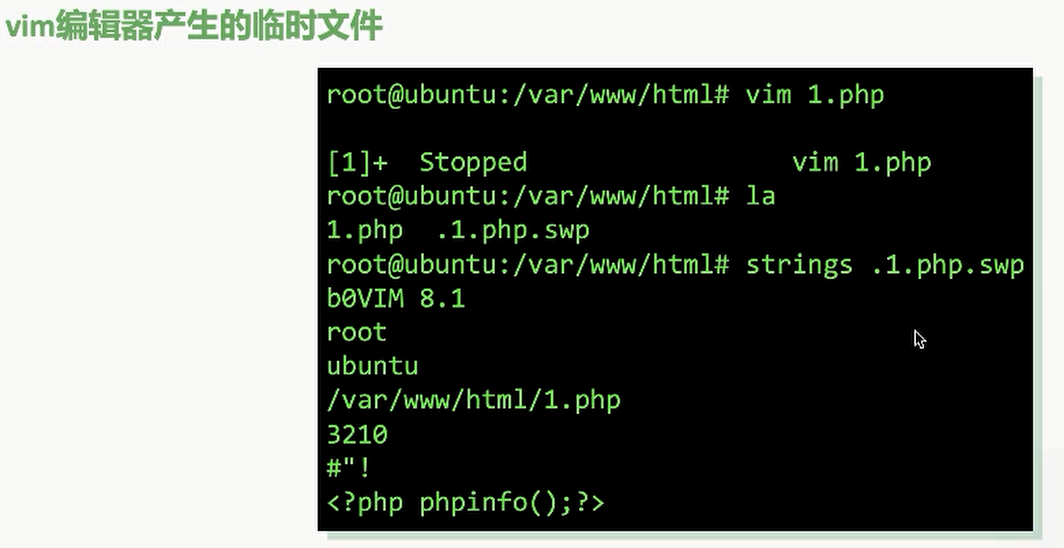 vim编辑器产生的临时文件
root@ubuntu:/var/www/html# vim 1.php
[1]+  Stopped                 vim 1.php
root@ubuntu:/var/www/html# la
1.php  .1.php.swp
root@ubuntu:/var/www/html# strings .1.php.swp
b0VIM 8.1
root
ubuntu
/var/www/html/1.php
3210
#"!
<?php phpinfo();?>